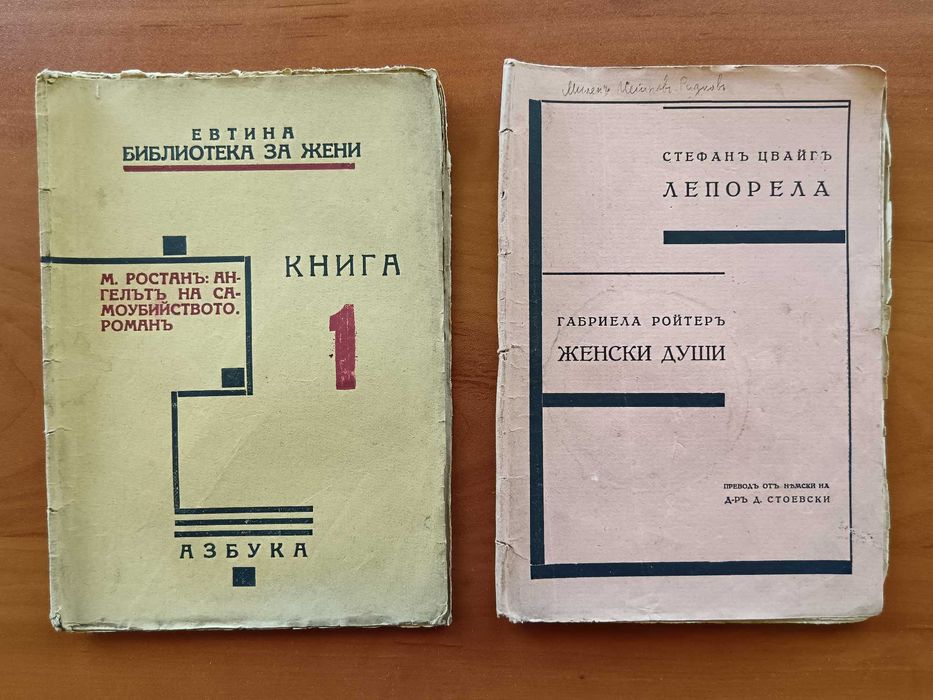 ЕВТИНА
БИБЛИОТЕКА ЗА ЖЕНИ
КНИГА
1
М. РОСТАНЪ: АН-
ГЕЛЪТЪ НА СА-
МОУБИЙСТВОТО.
РОМАНЪ
АЗБУКА
СТЕФАНЪ ЦВАЙГЪ
ЛЕПОРЕЛА
ГАБРИЕЛА РОЙТЕРЪ
ЖЕНСКИ ДУШИ
ПРЕВОДЪ ОТЪ НѢМСКИ НА
Д-РЪ Д. СТОЕВСКИ